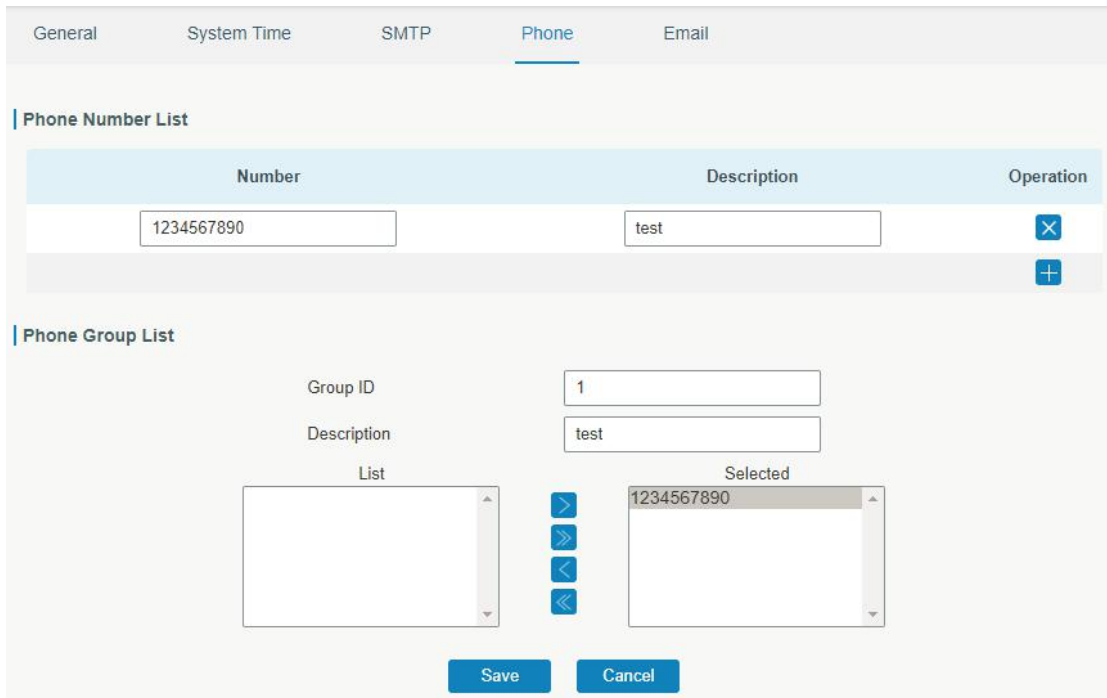 General System Time SMTP Phone Email
Phone Number List
Number Description Operation
1234567890 test
Phone Group List
Group ID 1
Description test
List Selected
1234567890
Save Cancel